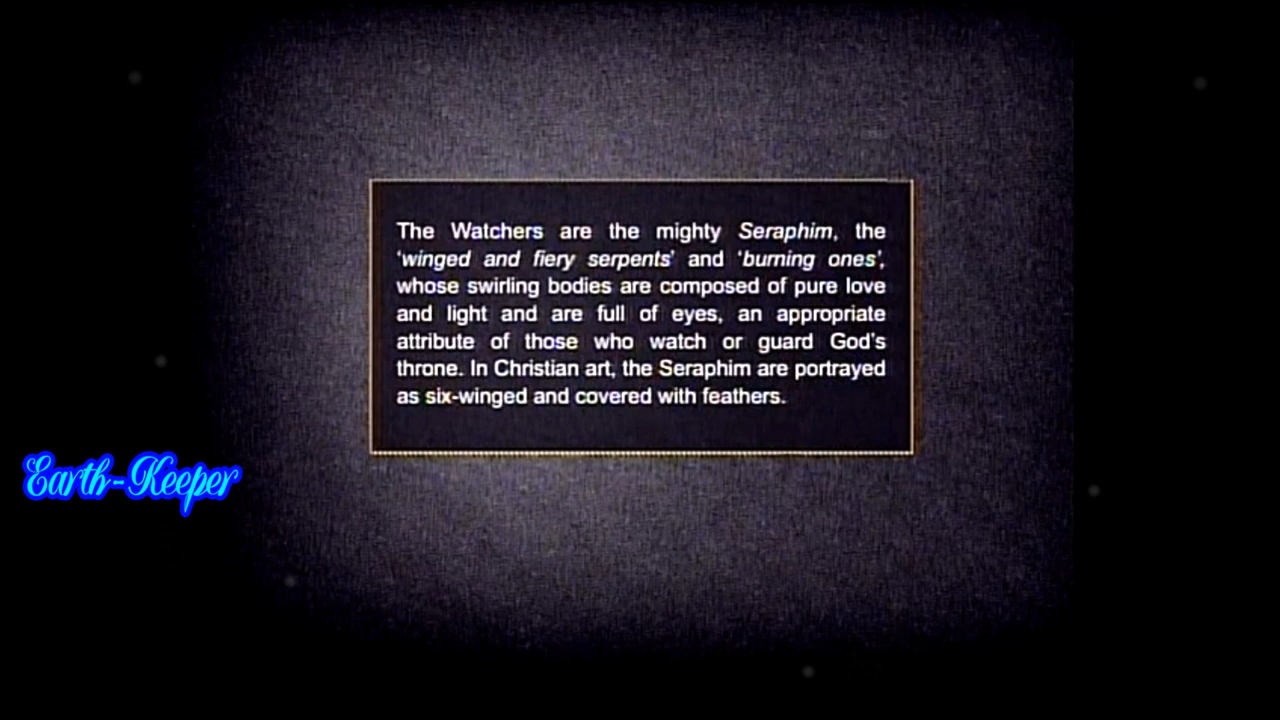 The Watchers are the mighty Seraphim, the
‘winged and fiery serpents’ and ‘burning ones’,
whose swirling bodies are composed of pure love
and light and are full of eyes, an appropriate
attribute of those who watch or guard God’s
throne. In Christian art, the Seraphim are portrayed
as six-winged and covered with feathers.
Earth-Keeper